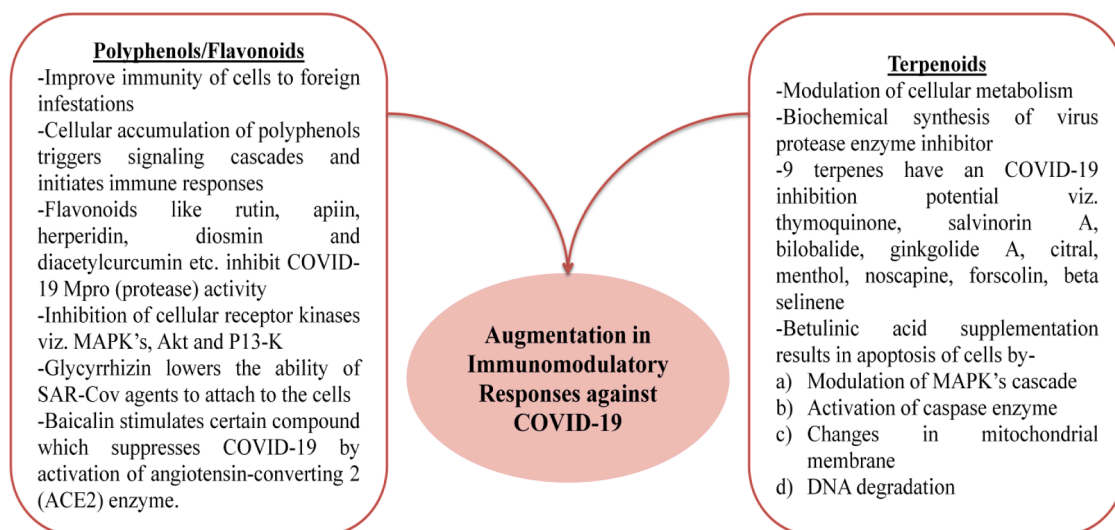 Polyphenols/Flavonoids
-Improve immunity of cells to foreign
infestations
-Cellular accumulation of polyphenols
triggers signaling cascades and
initiates immune responses
-Flavonoids like rutin, apiin,
herperidin, diosmin and
diacetylcurcumin etc. inhibit COVID-
19 Mpro (protease) activity
-Inhibition of cellular receptor kinases
viz. MAPK's, Akt and P13-K
-Glycyrrhizin lowers the ability of
SAR-Cov agents to attach to the cells
-Baicalin stimulates certain compound
which suppresses COVID-19 by
activation of angiotensin-converting 2
(ACE2) enzyme.
Augmentation in
Immunomodulatory
Responses against
COVID-19
Terpenoids
-Modulation of cellular metabolism
-Biochemical synthesis of virus
protease enzyme inhibitor
-9 terpenes have an COVID-19
inhibition potential viz.
thymoquinone, salvinorin A,
bilobalide, ginkgolide A, citral,
menthol, noscapine, forscolin, beta
selinene
-Betulinic acid supplementation
results in apoptosis of cells by-
a) Modulation of MAPK's cascade
b) Activation of caspase enzyme
c) Changes in mitochondrial
membrane
d) DNA degradation